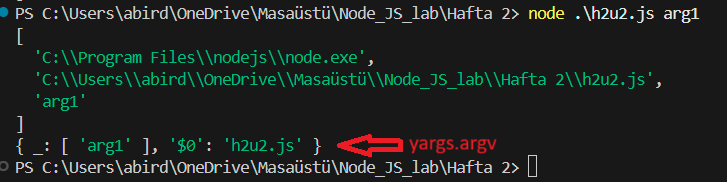 PS C:\Users\abird\OneDrive\Masaüstü\Node_JS_lab\Hafta 2> node .\h2u2.js arg1
[
  'C:\\Program Files\\nodejs\\node.exe',
  'C:\\Users\\abird\\OneDrive\\Masaüstü\\Node_JS_lab\\Hafta 2\\h2u2.js',
  'arg1'
]
{ _: [ 'arg1' ], '$0': 'h2u2.js' } yargs.argv
PS C:\Users\abird\OneDrive\Masaüstü\Node_JS_lab\Hafta 2>